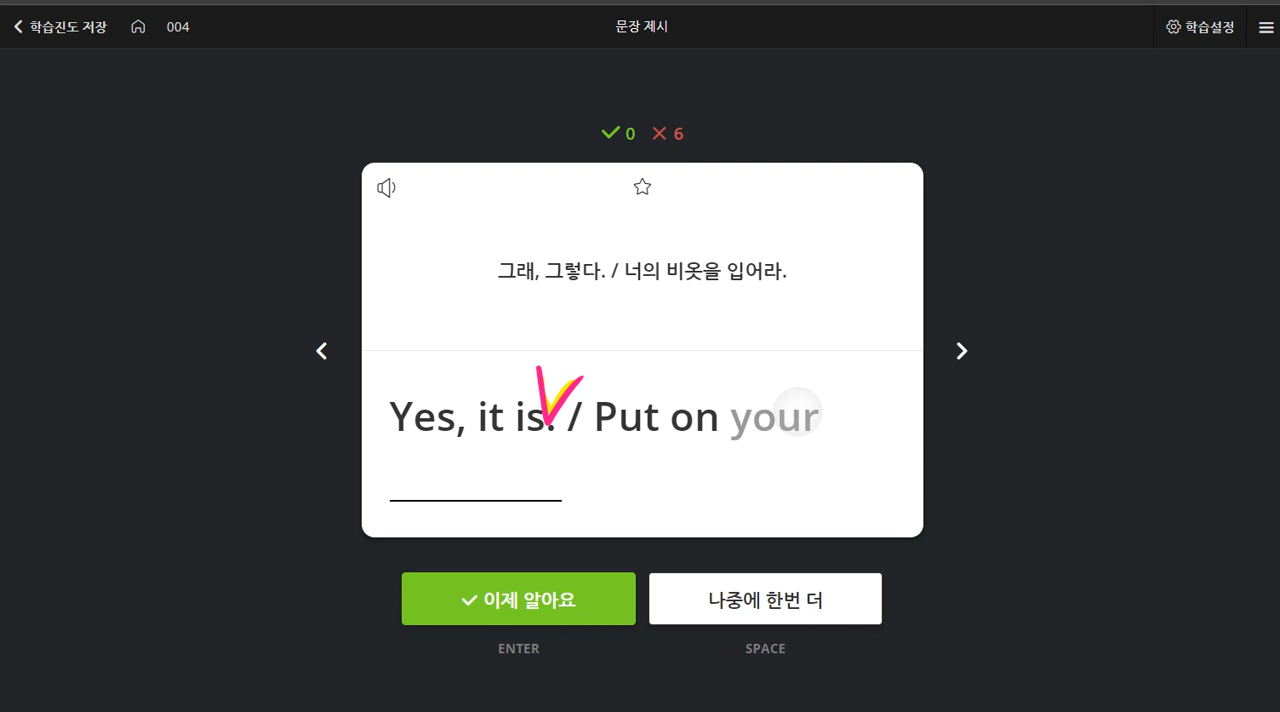 학습진도 저장 004 문장 제시 학습설정
0 6
그래, 그렇다. / 너의 비옷을 입어라.
Yes, it is. / Put on your
이제 알아요 나중에 한번 더
ENTER SPACE